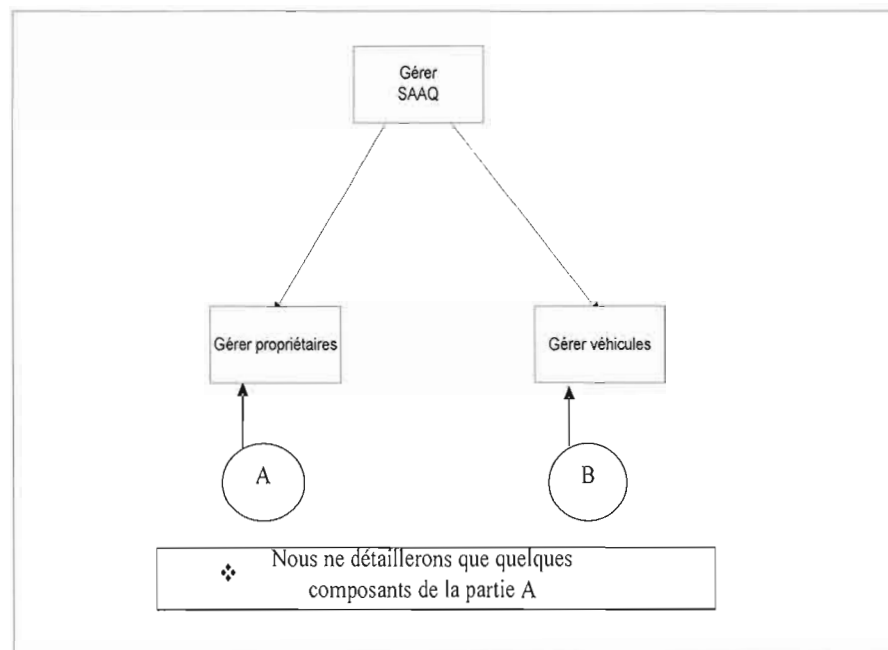 Gérer
SAAQ
Gérer propriétaires
Gérer véhicules
A
B
❖ Nous ne détaillerons que quelques
composants de la partie A